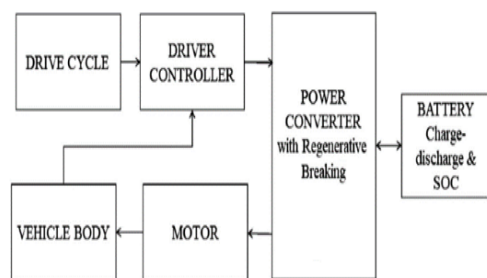 DRIVE CYCLE
DRIVER
CONTROLLER
POWER
CONVERTER
with Regenerative
Breaking
BATTERY
Charge-
discharge &
SOC
VEHICLE BODY
MOTOR